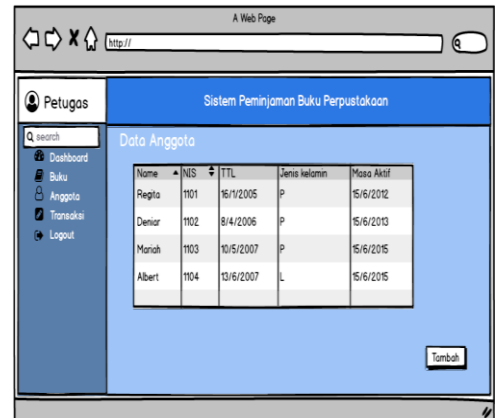 A Web Page
http://
Petugas
Sistem Peminjaman Buku Perpustakaan
search
Dashboard
Buku
Anggota
Transaksi
Logout
Data Anggota
Name NIS TTL Jenis kelamin Masa Aktif
Regita 1101 16/1/2005 P 15/6/2012
Deniar 1102 8/4/2006 P 15/6/2013
Mariah 1103 10/5/2007 P 15/6/2015
Albert 1104 13/6/2007 L 15/6/2015
Tambah